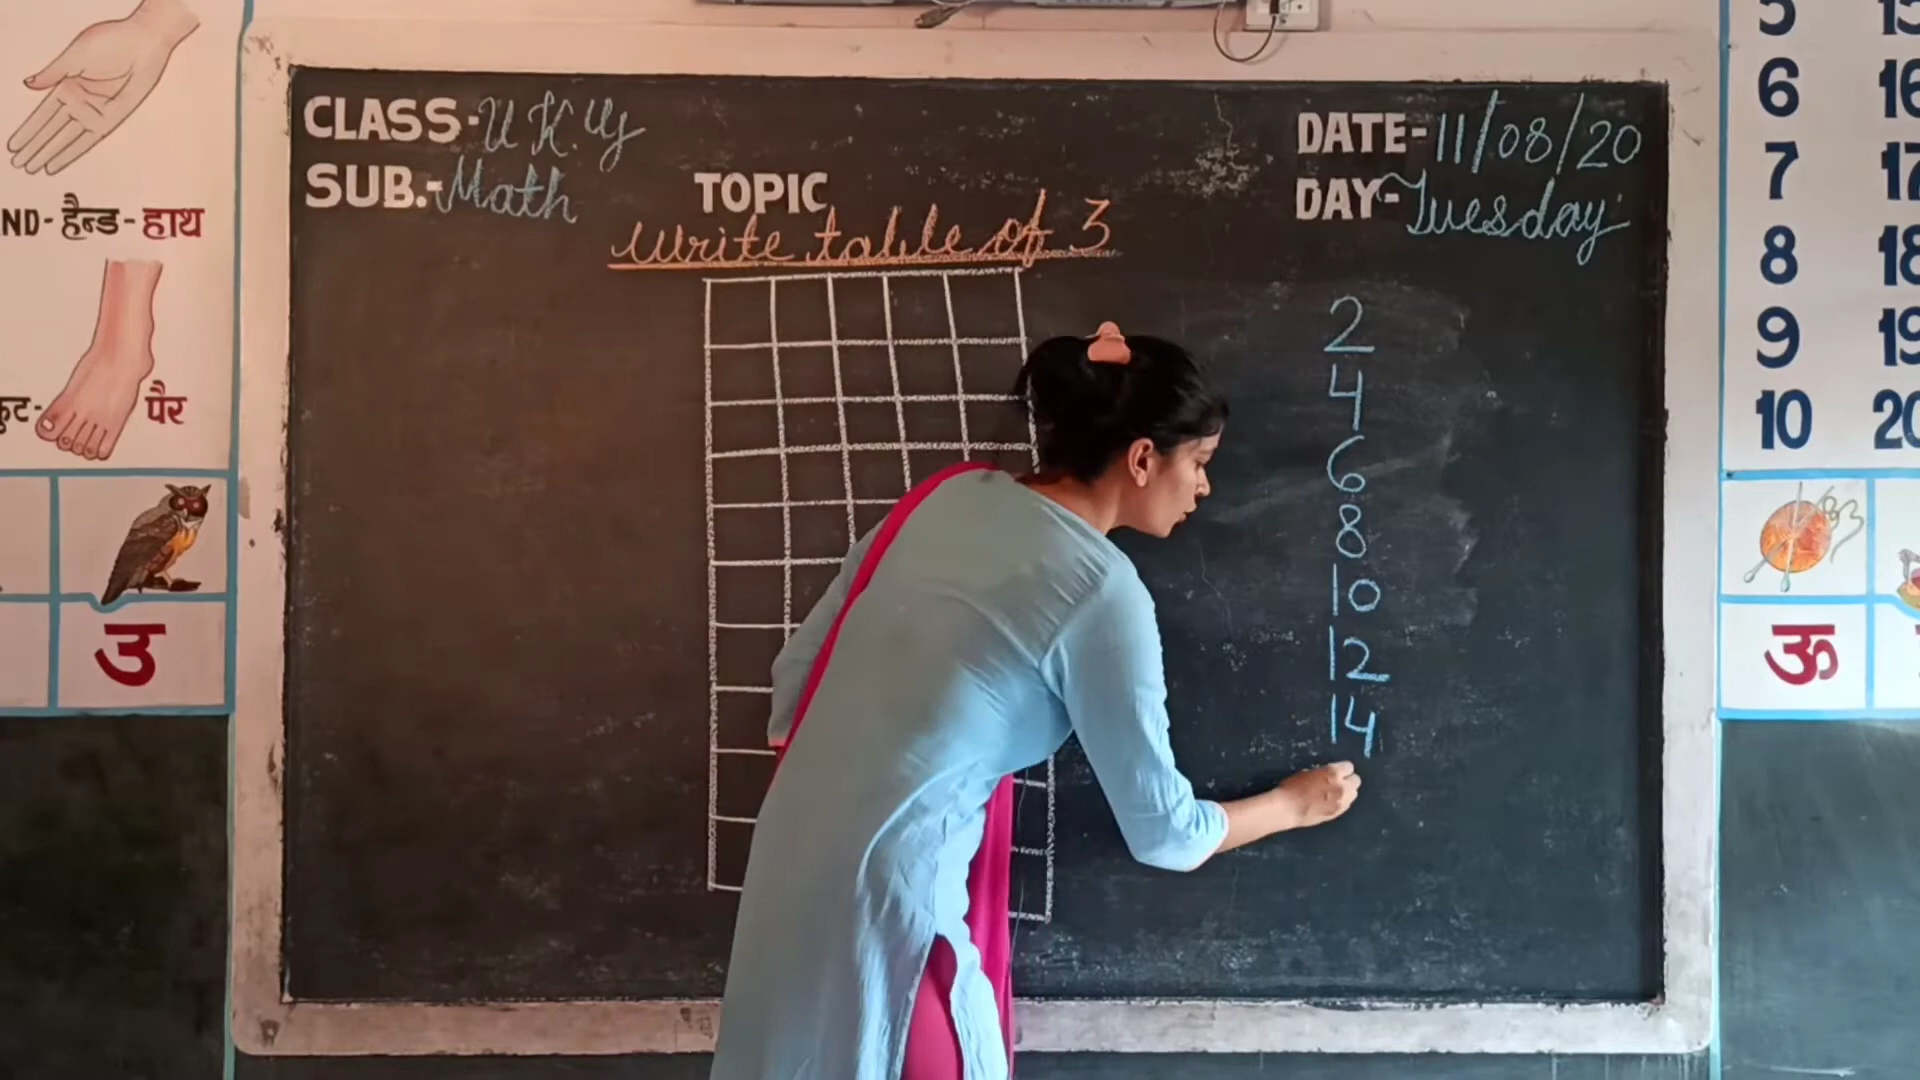 CLASS-U.K.G
SUB.-Math
TOPIC
Write table of 3
DATE-11/08/20
DAY-Tuesday
2
4
6
8
10
12
14
ND-हैन्ड-हाथ
पैर
उ
5 15
6 16
7 17
8 18
9 19
10 20
ऊ